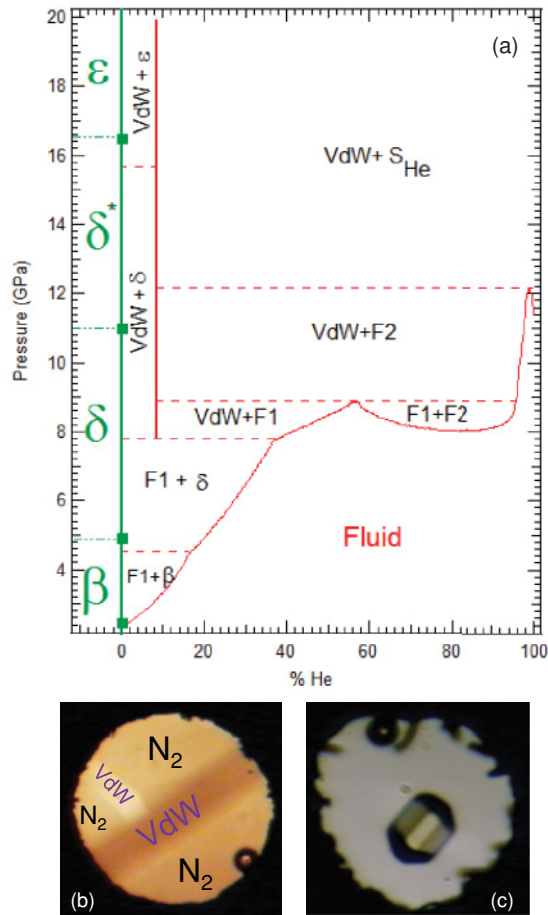 (a)
20
18
16
14
12
10
8
6
4
Pressure (GPa)
ε
δ*
δ
β
VdW + ε
VdW + δ
VdW+ S_He
VdW+F2
VdW+F1
F1+F2
F1 + δ
Fluid
F1+β
0 20 40 60 80 100
% He
N₂
VdW
N₂
VdW
N₂
(b)
(c)